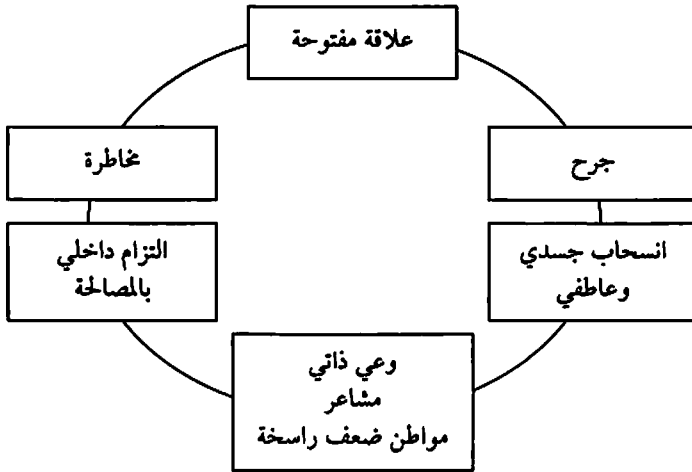 علاقة مفتوحة
جرح
مخاطرة
انسحاب جسدي
وعاطفي
التزام داخلي
بالمصالحة
وعي ذاتي
مشاعر
مواطن ضعف راسخة